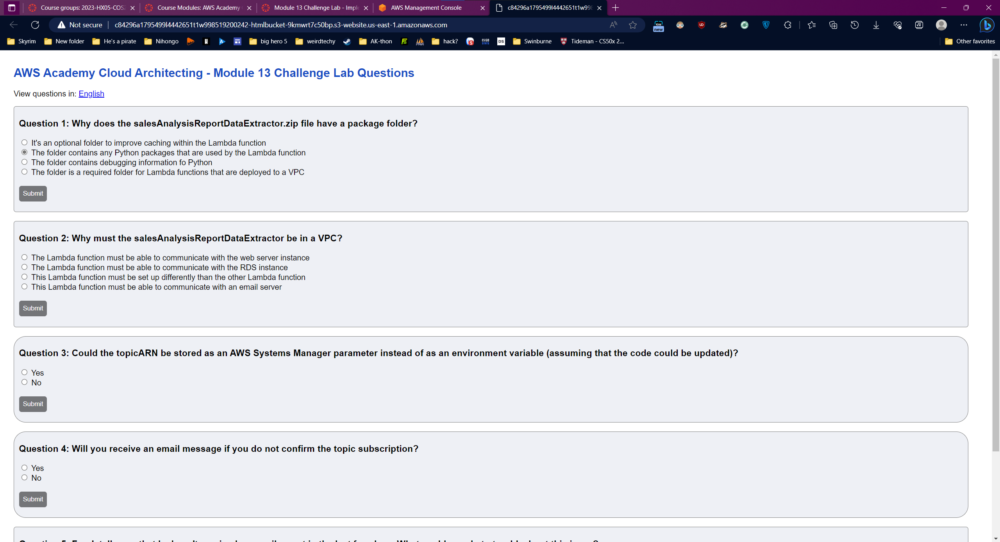 Course groups: 2023-HX05-COS
Course Modules: AWS Academy
Module 13 Challenge Lab - Imple
AWS Management Console
c84296a1795499l4442651t1w998
Not secure
c84296a1795499l4442651t1w998519200242-htmlbucket-9kmwrt7c50bp.s3-website.us-east-1.amazonaws.com
new
Skyrim
New folder
He's a pirate
Nihongo
big hero 5
weirdtechy
AK-thon
hack?
DS
Swinburne
Tideman - CS50x 2...
Other favorites
AWS Academy Cloud Architecting - Module 13 Challenge Lab Questions
View questions in: English
Question 1: Why does the salesAnalysisReportDataExtractor.zip file have a package folder?
It's an optional folder to improve caching within the Lambda function
The folder contains any Python packages that are used by the Lambda function
The folder contains debugging information fo Python
The folder is a required folder for Lambda functions that are deployed to a VPC
Submit
Question 2: Why must the salesAnalysisReportDataExtractor be in a VPC?
The Lambda function must be able to communicate with the web server instance
The Lambda function must be able to communicate with the RDS instance
This Lambda function must be set up differently than the other Lambda function
This Lambda function must be able to communicate with an email server
Submit
Question 3: Could the topicARN be stored as an AWS Systems Manager parameter instead of as an environment variable (assuming that the code could be updated)?
Yes
No
Submit
Question 4: Will you receive an email message if you do not confirm the topic subscription?
Yes
No
Submit